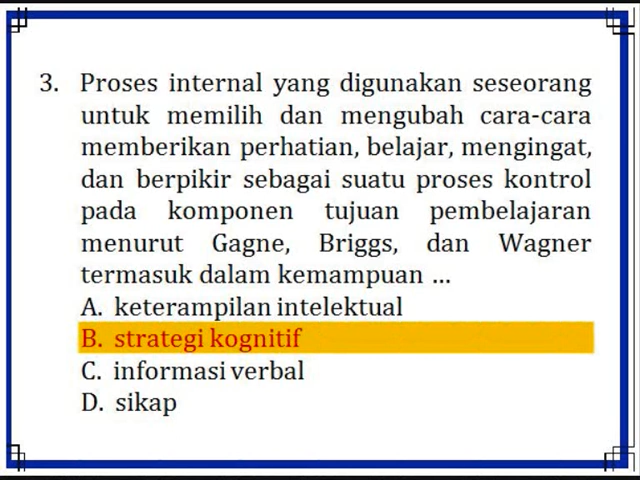 3. Proses internal yang digunakan seseorang
untuk memilih dan mengubah cara-cara
memberikan perhatian, belajar, mengingat,
dan berpikir sebagai suatu proses kontrol
pada komponen tujuan pembelajaran
menurut Gagne, Briggs, dan Wagner
termasuk dalam kemampuan ...
A. keterampilan intelektual
B. strategi kognitif
C. informasi verbal
D. sikap